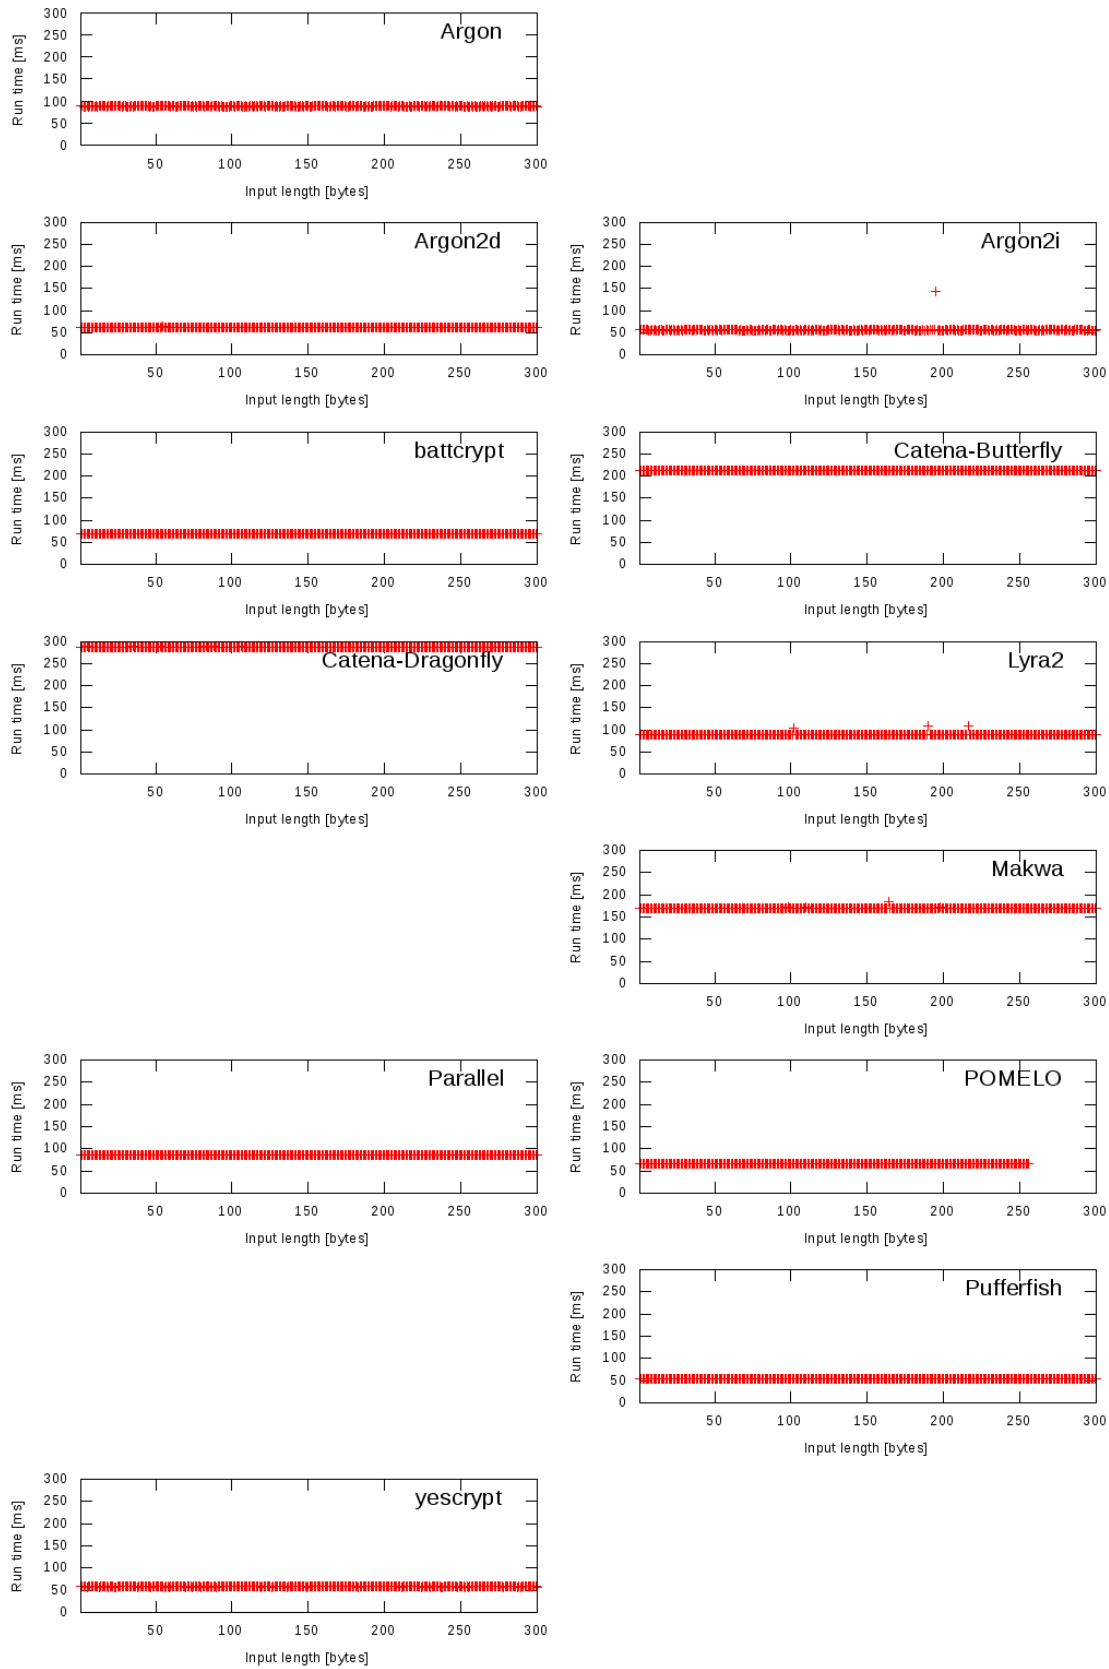 Argon
Run time [ms]
300
250
200
150
100
50
0
50 100 150 200 250 300
Input length [bytes]
Argon2d
Run time [ms]
300
250
200
150
100
50
0
50 100 150 200 250 300
Input length [bytes]
Argon2i
Run time [ms]
300
250
200
150
100
50
0
50 100 150 200 250 300
Input length [bytes]
battcrypt
Run time [ms]
300
250
200
150
100
50
0
50 100 150 200 250 300
Input length [bytes]
Catena-Butterfly
Run time [ms]
300
250
200
150
100
50
0
50 100 150 200 250 300
Input length [bytes]
Catena-Dragonfly
Run time [ms]
300
250
200
150
100
50
0
50 100 150 200 250 300
Input length [bytes]
Lyra2
Run time [ms]
300
250
200
150
100
50
0
50 100 150 200 250 300
Input length [bytes]
Makwa
Run time [ms]
300
250
200
150
100
50
0
50 100 150 200 250 300
Input length [bytes]
Parallel
Run time [ms]
300
250
200
150
100
50
0
50 100 150 200 250 300
Input length [bytes]
POMELO
Run time [ms]
300
250
200
150
100
50
0
50 100 150 200 250 300
Input length [bytes]
Pufferfish
Run time [ms]
300
250
200
150
100
50
0
50 100 150 200 250 300
Input length [bytes]
yescrypt
Run time [ms]
300
250
200
150
100
50
0
50 100 150 200 250 300
Input length [bytes]